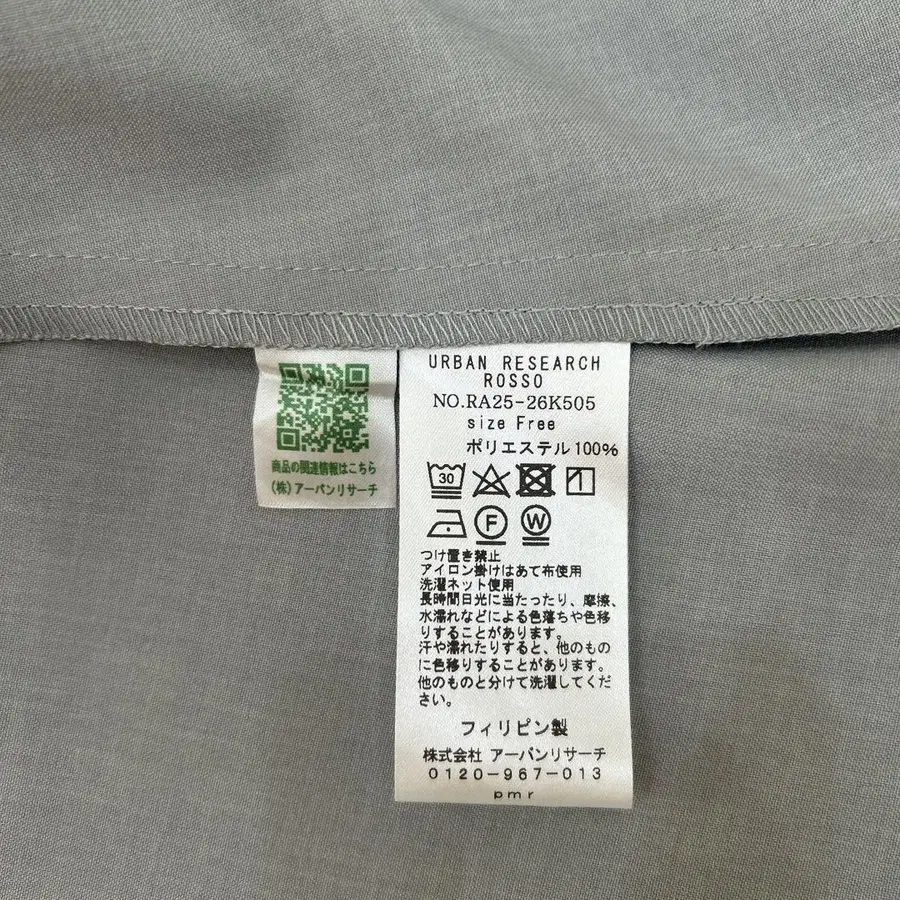 商品の関連情報はこちら
(株) アーバンリサーチ
URBAN RESEARCH
ROSSO
NO.RA25-26K505
size Free
ポリエステル100%
30
F
W
つけ置き禁止
アイロン掛けはあて布使用
洗濯ネット使用
長時間日光に当たったり、摩擦、
水濡れなどによる色落ちや色移
りすることがあります。
汗や濡れたりすると、他のもの
に色移りすることがあります。
他のものと分けて洗濯してくだ
さい。
フィリピン製
株式会社 アーバンリサーチ
0120-967-013
pmr